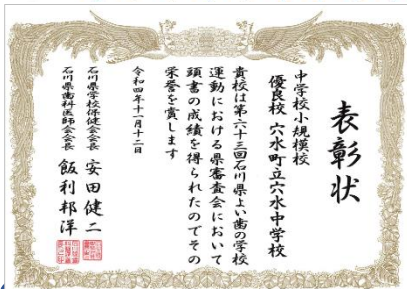 表彰状
中学校小規模校
優良校 穴水町立穴水中学校
貴校は第六十三回石川県よい歯の学校
運動における県審査会において
頭書の成績を得られたのでその
栄誉を賞します
令和四年十一月十二日
石川県学校保健会会長 安田健二
石川県歯科医師会会長 飯利邦洋